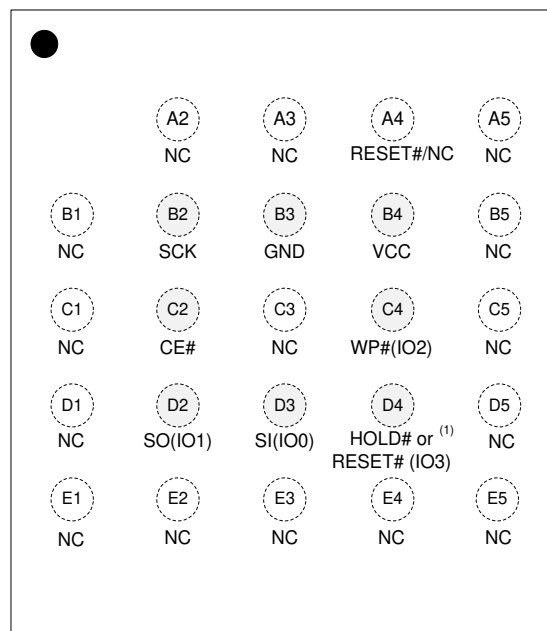 A2 A3 A4 A5
NC NC RESET#/NC NC
B1 B2 B3 B4 B5
NC SCK GND VCC NC
C1 C2 C3 C4 C5
NC CE# NC WP#(IO2) NC
D1 D2 D3 D4 D5
NC SO(IO1) SI(IO0) HOLD# or (1) NC
RESET# (IO3)
E1 E2 E3 E4 E5
NC NC NC NC NC